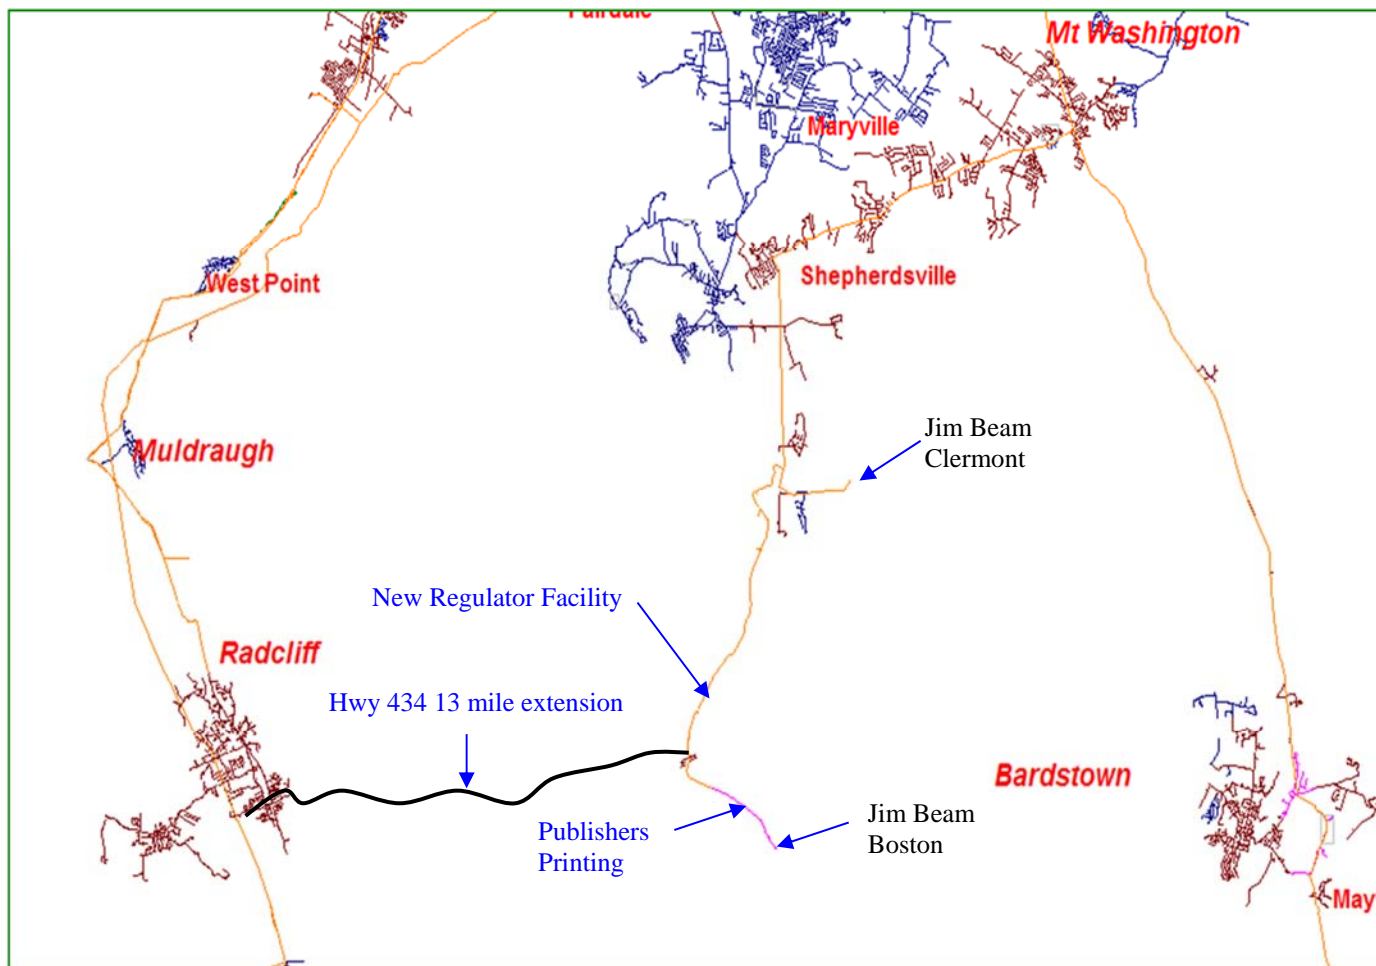 Fairdale
Mt Washington
Maryville
West Point
Shepherdsville
Muldraugh
Jim Beam
Clermont
New Regulator Facility
Radcliff
Hwy 434 13 mile extension
Bardstown
Publishers
Printing
Jim Beam
Boston
May